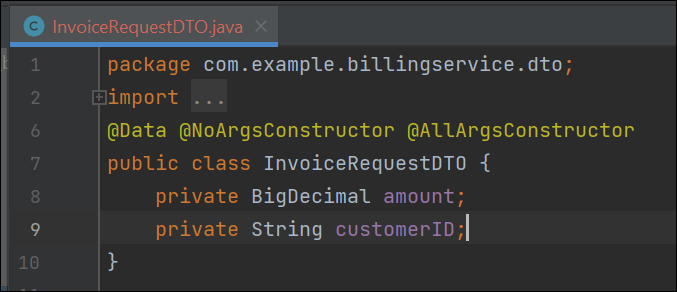 InvoiceRequestDTO.java
1 package com.example.billingservice.dto;
2 import ...
6 @Data @NoArgsConstructor @AllArgsConstructor
7 public class InvoiceRequestDTO {
8 private BigDecimal amount;
9 private String customerID;
10 }